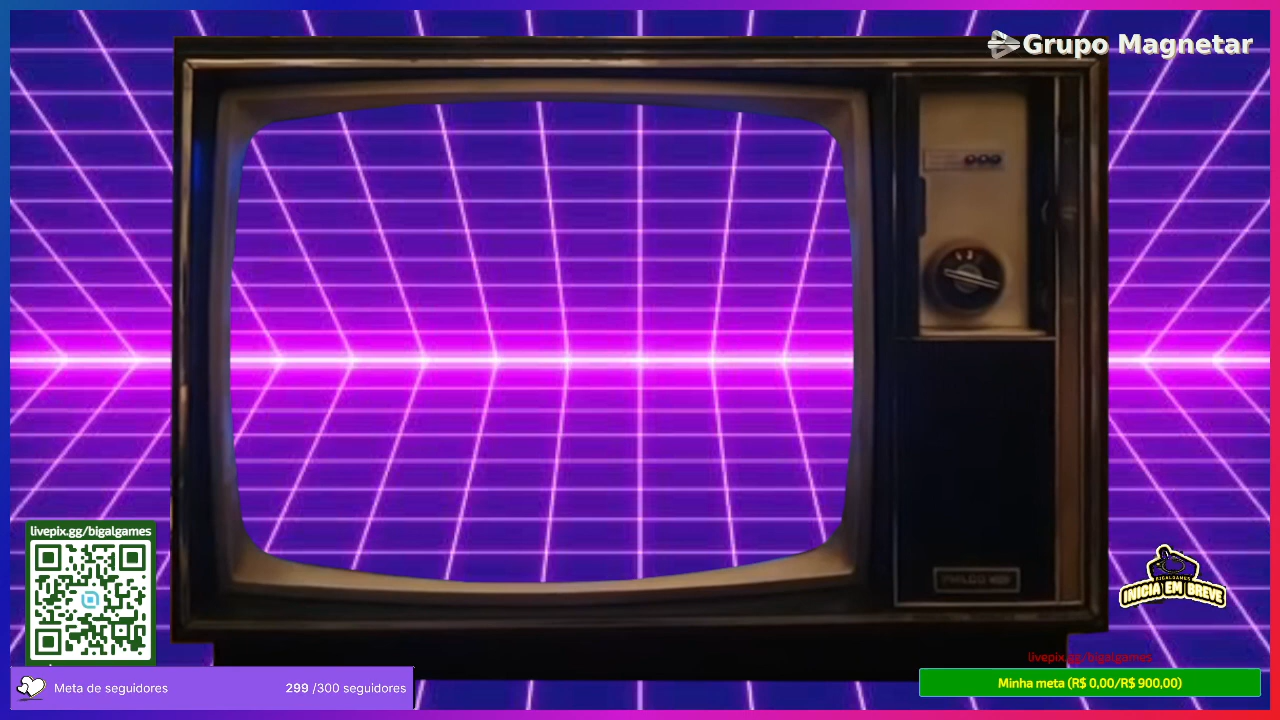 Grupo Magnetar
livepix.gg/bigalgames
BIGALGAMES
INICIA EM BREVE
livepix.gg/bigalgames
Meta de seguidores
299 /300 seguidores
Minha meta (R$ 0,00/R$ 900,00)